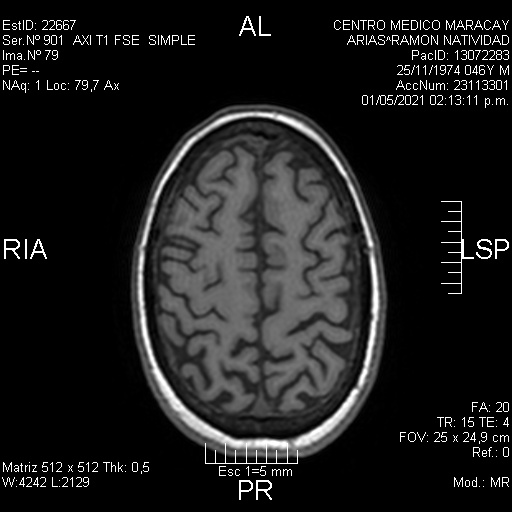 EstID: 22667
Ser.Nº 901 AXI T1 FSE SIMPLE
Ima.Nº 79
PE= --
NAq: 1 Loc: 79,7 Ax
AL
CENTRO MEDICO MARACAY
ARIAS^RAMON NATIVIDAD
PacID: 13072283
25/11/1974 046Y M
AccNum: 23113301
01/05/2021 02:13:11 p.m.
RIA
LSP
FA: 20
TR: 15 TE: 4
FOV: 25 x 24,9 cm
Ref.: 0
Mod.: MR
Matriz 512 x 512 Thk: 0,5
W:4242 L:2129
Esc 1=5 mm
PR